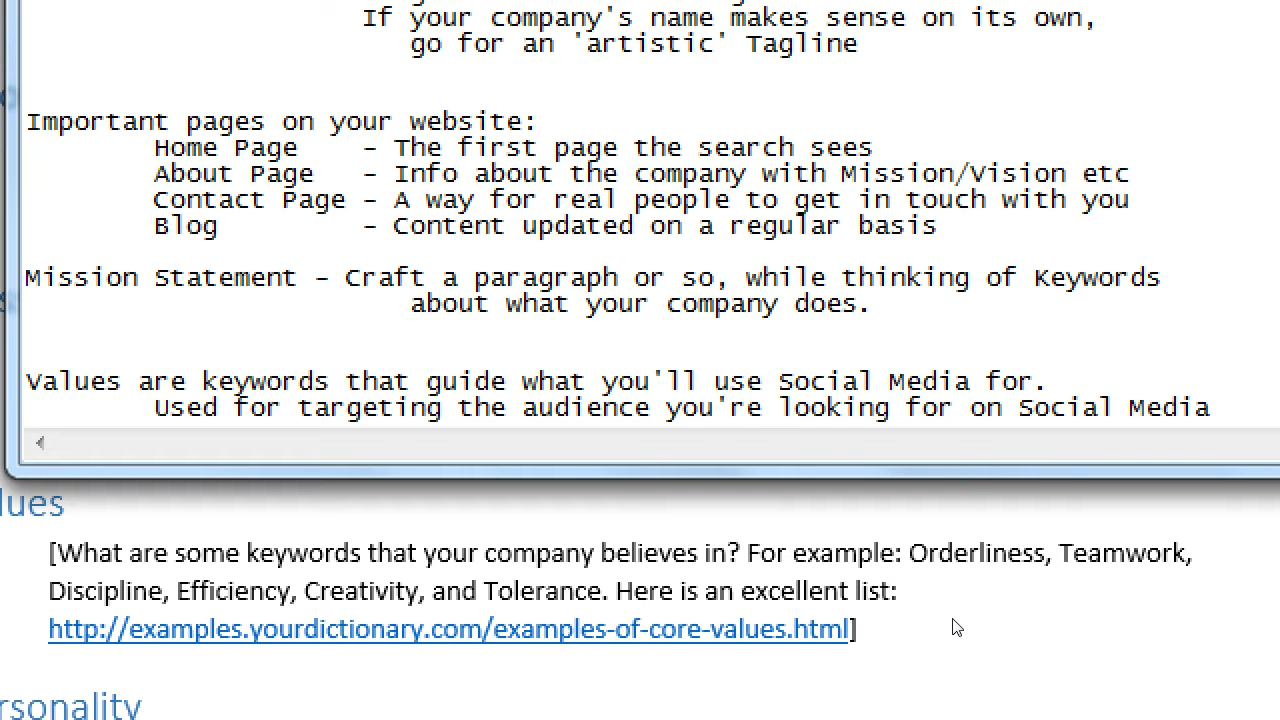 If your company's name makes sense on its own,
go for an 'artistic' Tagline
Important pages on your website:
Home Page - The first page the search sees
About Page - Info about the company with Mission/Vision etc
Contact Page - A way for real people to get in touch with you
Blog - Content updated on a regular basis
Mission Statement - Craft a paragraph or so, while thinking of Keywords
about what your company does.
Values are keywords that guide what you'll use Social Media for.
Used for targeting the audience you're looking for on Social Media
lues
[What are some keywords that your company believes in? For example: Orderliness, Teamwork,
Discipline, Efficiency, Creativity, and Tolerance. Here is an excellent list:
http://examples.yourdictionary.com/examples-of-core-values.html]
rsonality